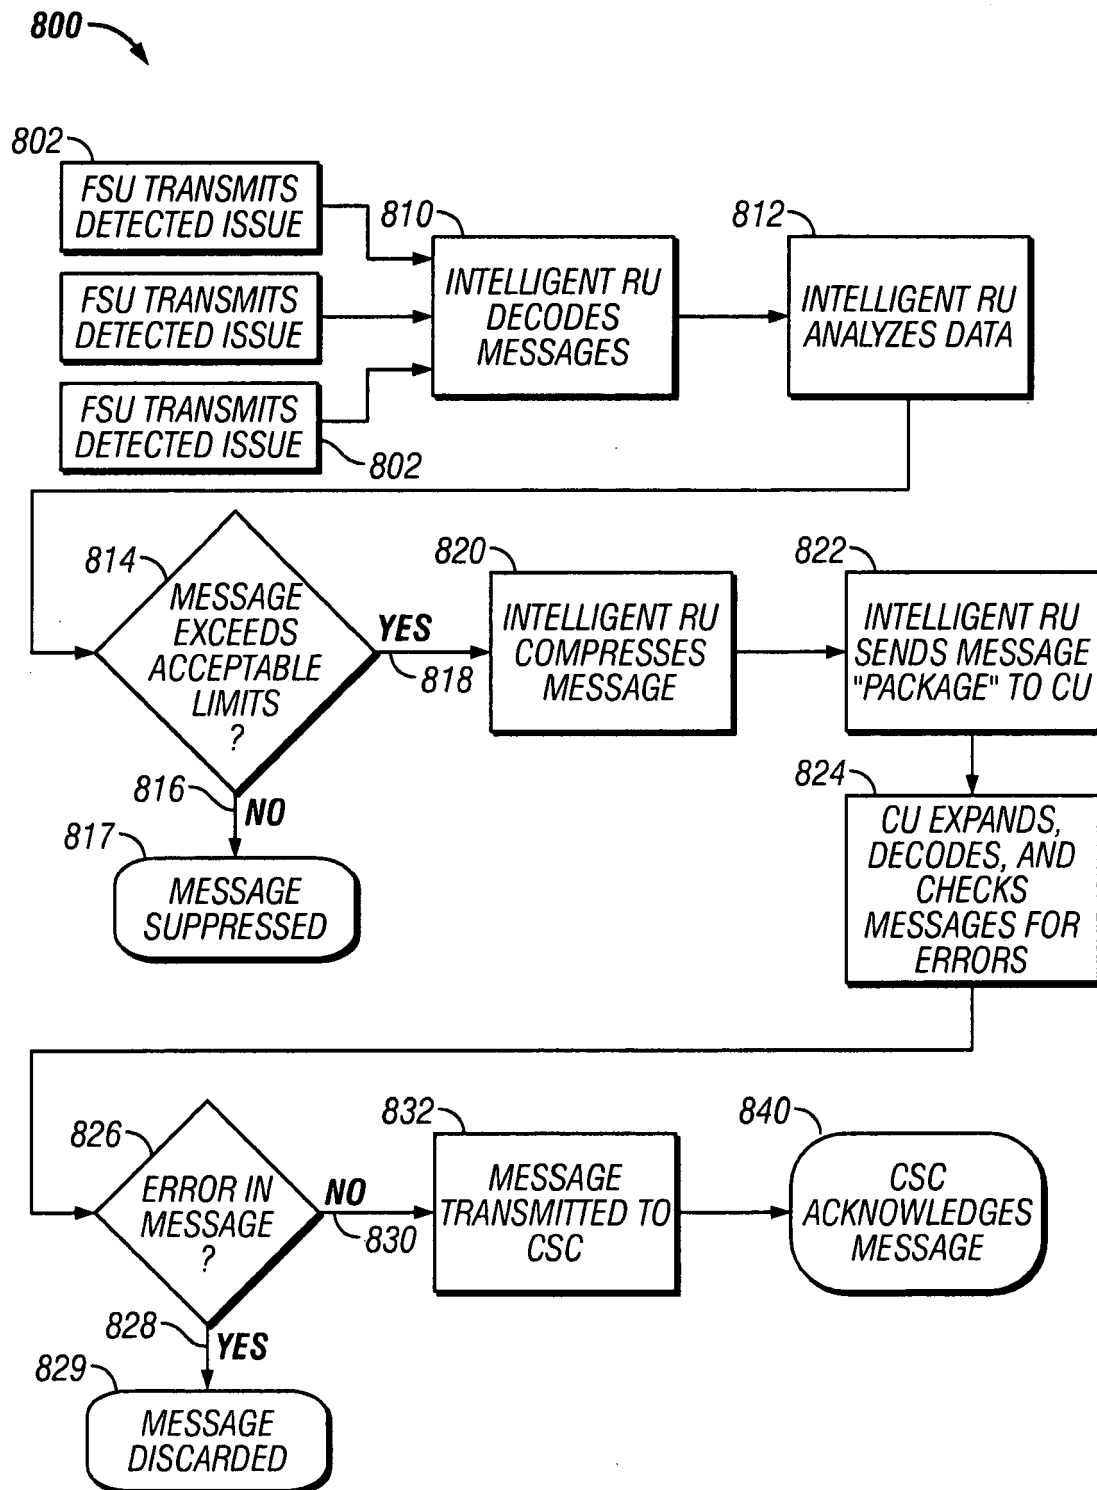 800
802
FSU TRANSMITS
DETECTED ISSUE
FSU TRANSMITS
DETECTED ISSUE
FSU TRANSMITS
DETECTED ISSUE
802
810
INTELLIGENT RU
DECODES
MESSAGES
812
INTELLIGENT RU
ANALYZES DATA
814
MESSAGE
EXCEEDS
ACCEPTABLE
LIMITS
?
YES
818
816
NO
817
MESSAGE
SUPPRESSED
820
INTELLIGENT RU
COMPRESSES
MESSAGE
822
INTELLIGENT RU
SENDS MESSAGE
"PACKAGE" TO CU
824
CU EXPANDS,
DECODES, AND
CHECKS
MESSAGES FOR
ERRORS
826
ERROR IN
MESSAGE
?
NO
830
828
YES
829
MESSAGE
DISCARDED
832
MESSAGE
TRANSMITTED TO
CSC
840
CSC
ACKNOWLEDGES
MESSAGE